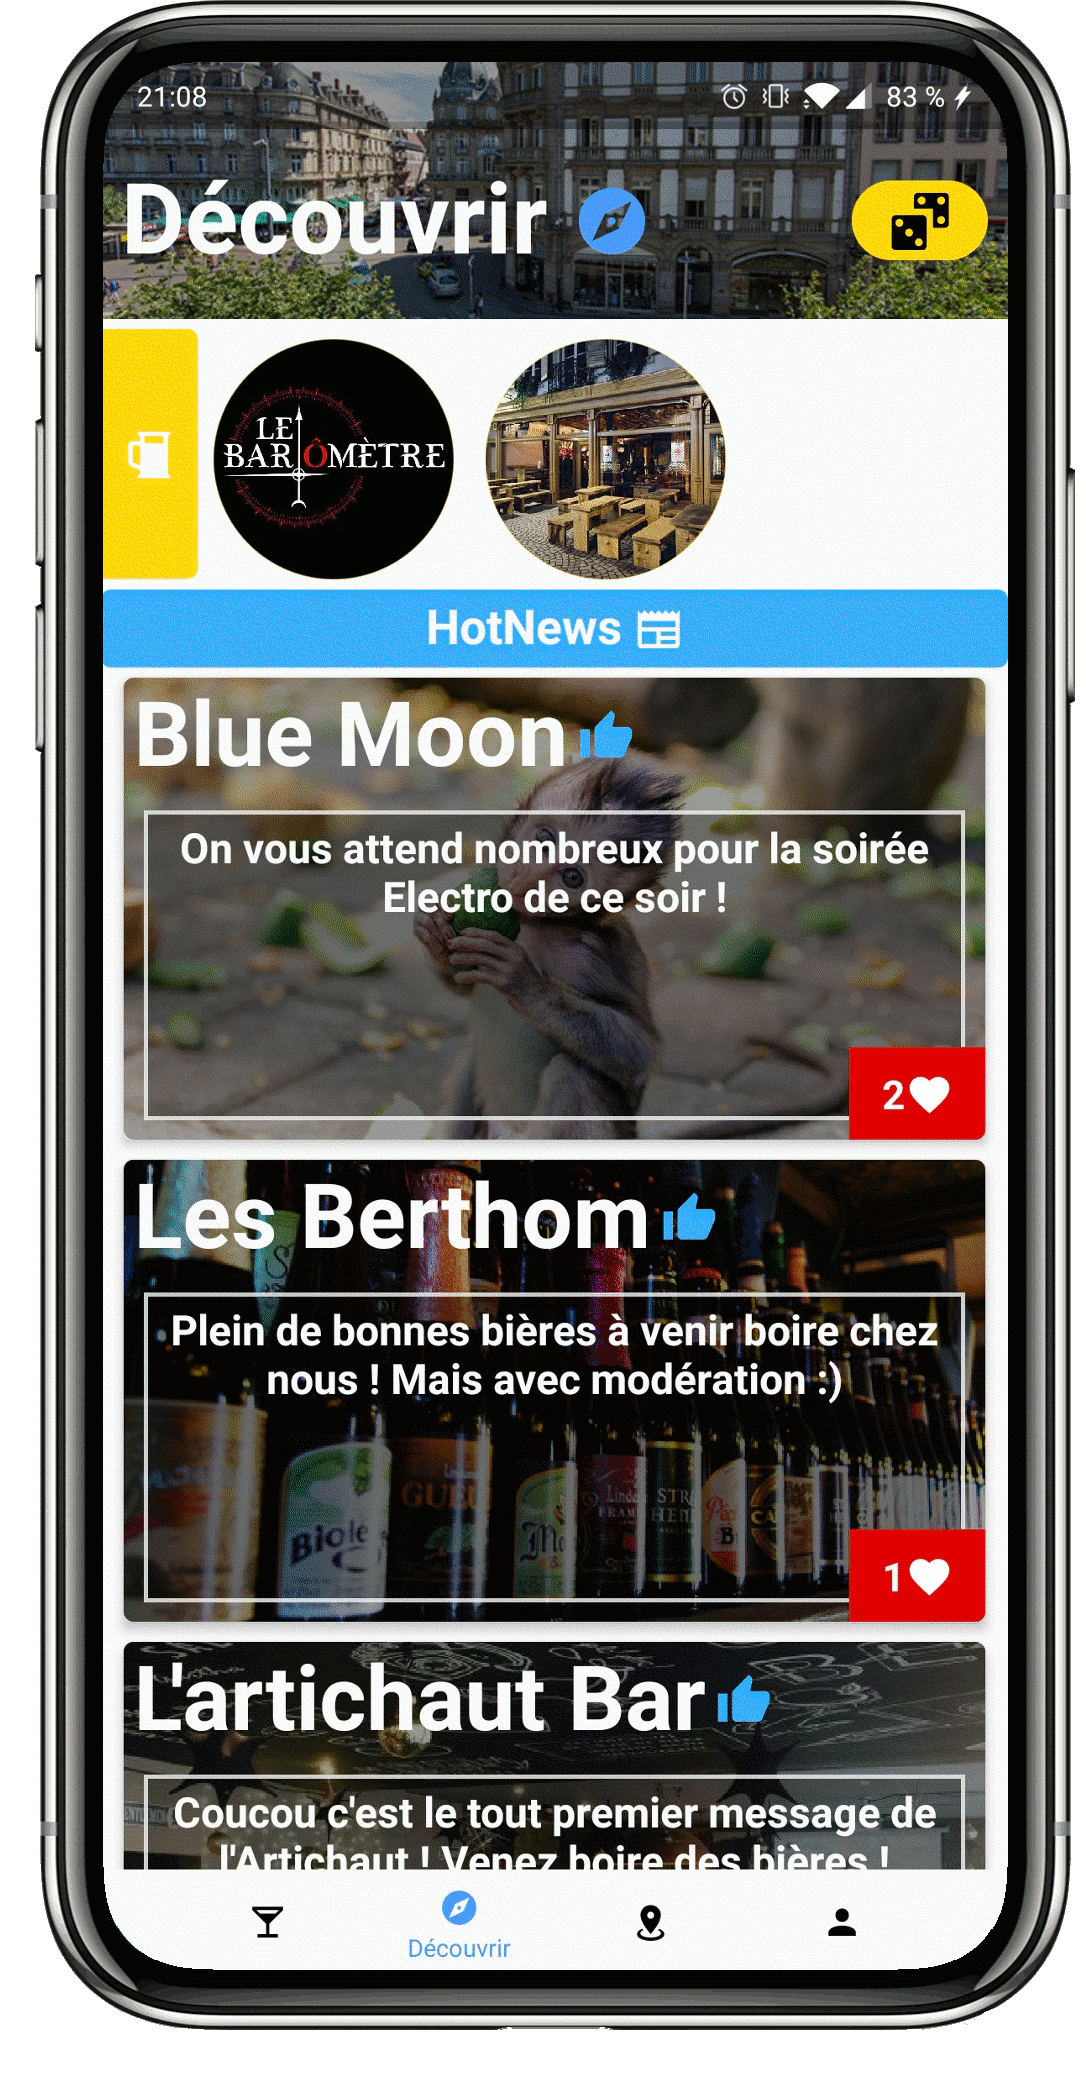 21:08
83 %
Découvrir
LE
BAR ÔMÈTRE
HotNews
Blue Moon
On vous attend nombreux pour la soirée
Electro de ce soir !
2
Les Berthom
Plein de bonnes bières à venir boire chez
nous ! Mais avec modération :)
Biole
GUEU
1
L'artichaut Bar
Coucou c'est le tout premier message de
l'Artichaut ! Venez boire des bières !
Découvrir